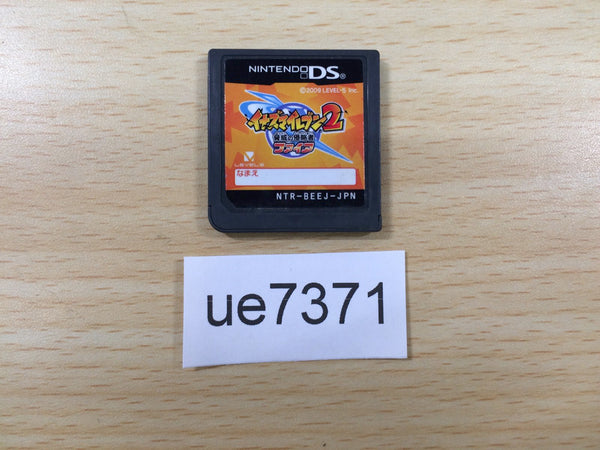 NINTENDO DS®
©2009 LEVEL-5 Inc.
イナズマイレブン2
脅威の侵略者
ファイア
LEVEL5
なまえ
NTR-BEEJ-JPN
ue7371